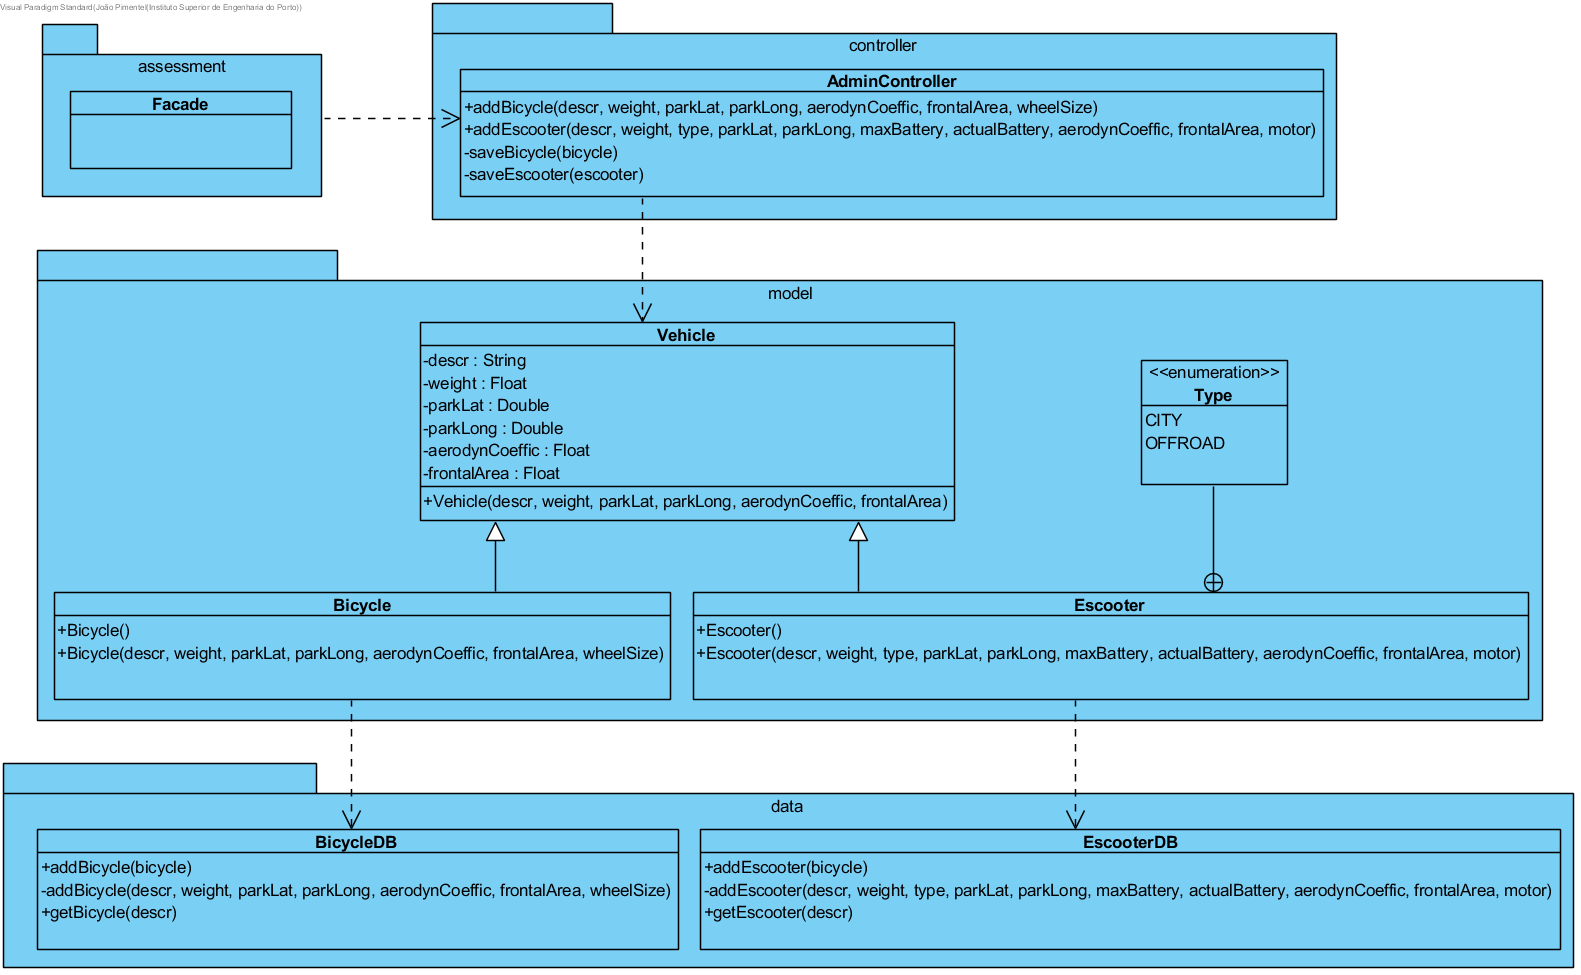 Visual Paradigm Standard(João Pimentel(Instituto Superior de Engenharia do Porto))
assessment
Facade
controller
AdminController
+addBicycle(descr, weight, parkLat, parkLong, aerodynCoeffic, frontalArea, wheelSize)
+addEscooter(descr, weight, type, parkLat, parkLong, maxBattery, actualBattery, aerodynCoeffic, frontalArea, motor)
-saveBicycle(bicycle)
-saveEscooter(escooter)
model
Vehicle
-descr : String
-weight : Float
-parkLat : Double
-parkLong : Double
-aerodynCoeffic : Float
-frontalArea : Float
+Vehicle(descr, weight, parkLat, parkLong, aerodynCoeffic, frontalArea)
<<enumeration>>
Type
CITY
OFFROAD
Bicycle
+Bicycle()
+Bicycle(descr, weight, parkLat, parkLong, aerodynCoeffic, frontalArea, wheelSize)
Escooter
+Escooter()
+Escooter(descr, weight, type, parkLat, parkLong, maxBattery, actualBattery, aerodynCoeffic, frontalArea, motor)
data
BicycleDB
+addBicycle(bicycle)
-addBicycle(descr, weight, parkLat, parkLong, aerodynCoeffic, frontalArea, wheelSize)
+getBicycle(descr)
EscooterDB
+addEscooter(bicycle)
-addEscooter(descr, weight, type, parkLat, parkLong, maxBattery, actualBattery, aerodynCoeffic, frontalArea, motor)
+getEscooter(descr)